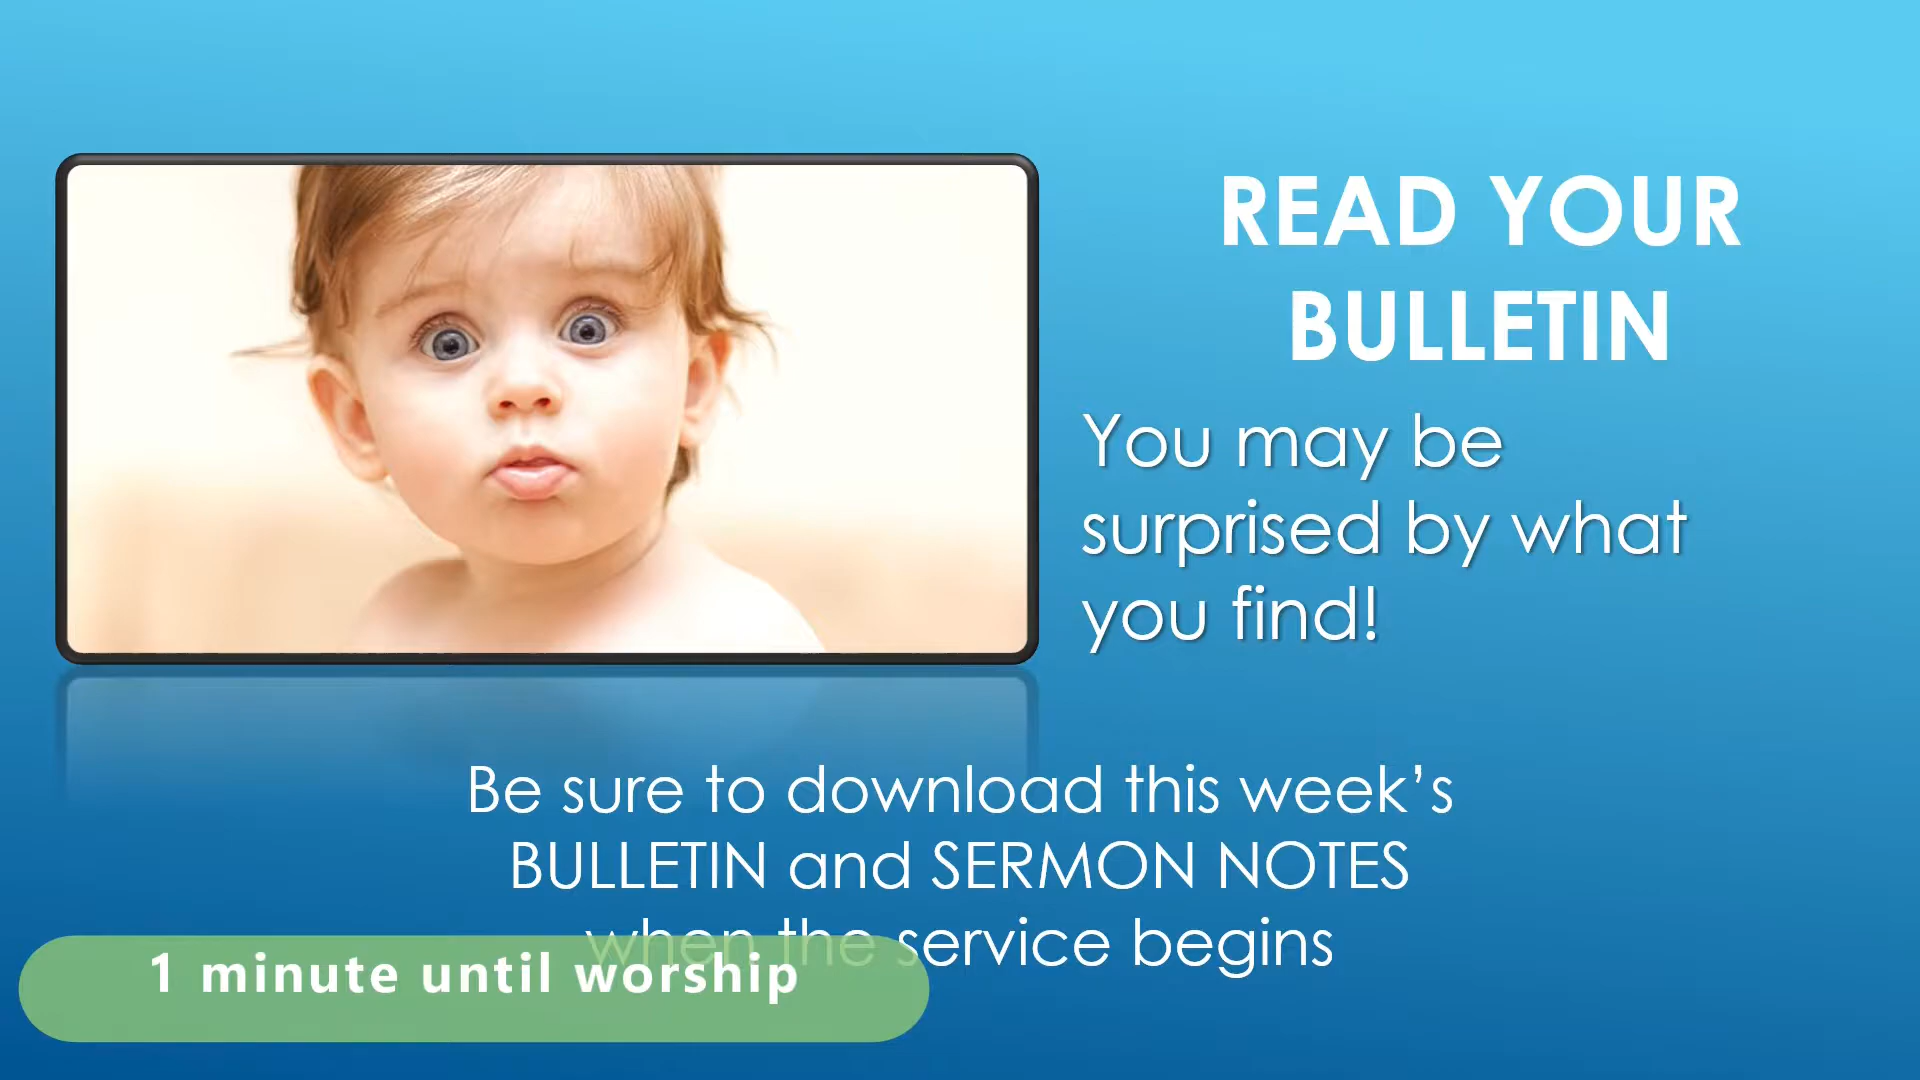 READ YOUR
BULLETIN
You may be
surprised by what
you find!
Be sure to download this week’s
BULLETIN and SERMON NOTES
when the service begins
1 minute until worship